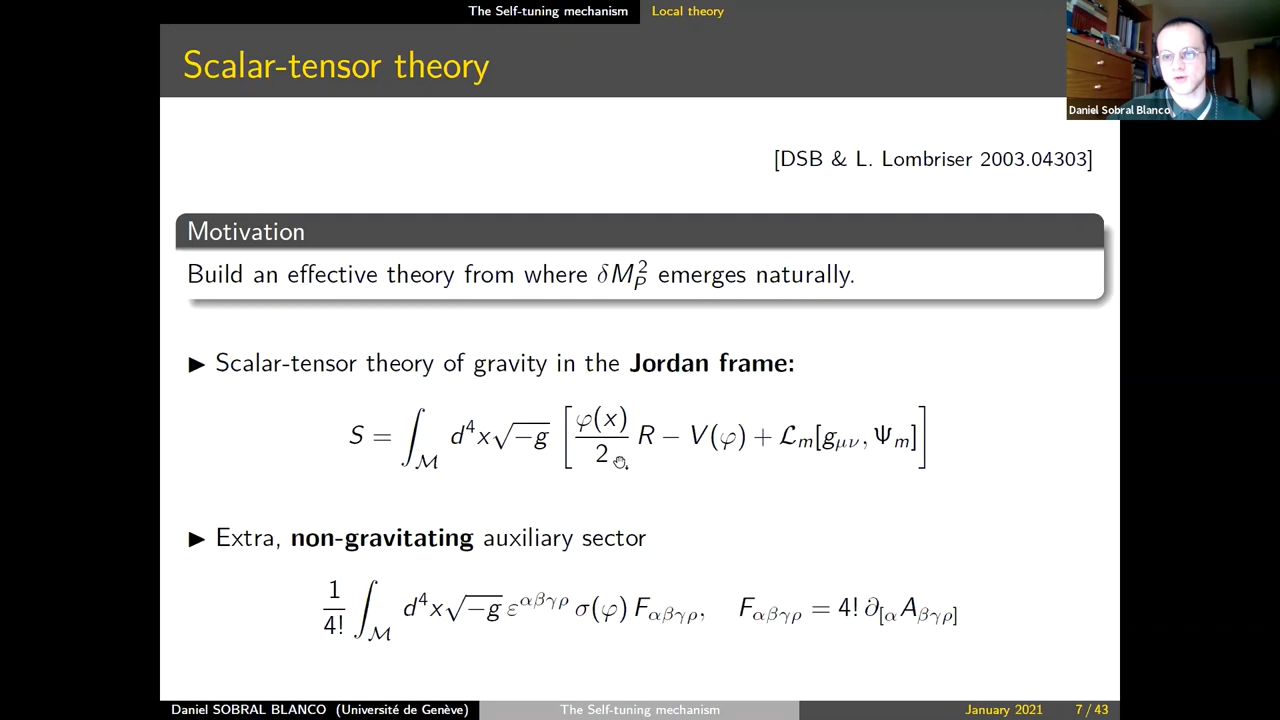 The Self-tuning mechanism Local theory
Scalar-tensor theory
Daniel Sobral Blanco
[DSB & L. Lombriser 2003.04303]
Motivation
Build an effective theory from where δM_P^2 emerges naturally.
▶ Scalar-tensor theory of gravity in the Jordan frame:
S = ∫_ℳ d^4x√−g [φ(x)/2 R − V(φ) + ℒ_m[g_μν, Ψ_m]]
▶ Extra, non-gravitating auxiliary sector
1/4! ∫_ℳ d^4x√−g ε^αβγρ σ(φ) F_αβγρ, F_αβγρ = 4! ∂_[α A_βγρ]
Daniel SOBRAL BLANCO (Université de Genève) The Self-tuning mechanism January 2021 7 / 43